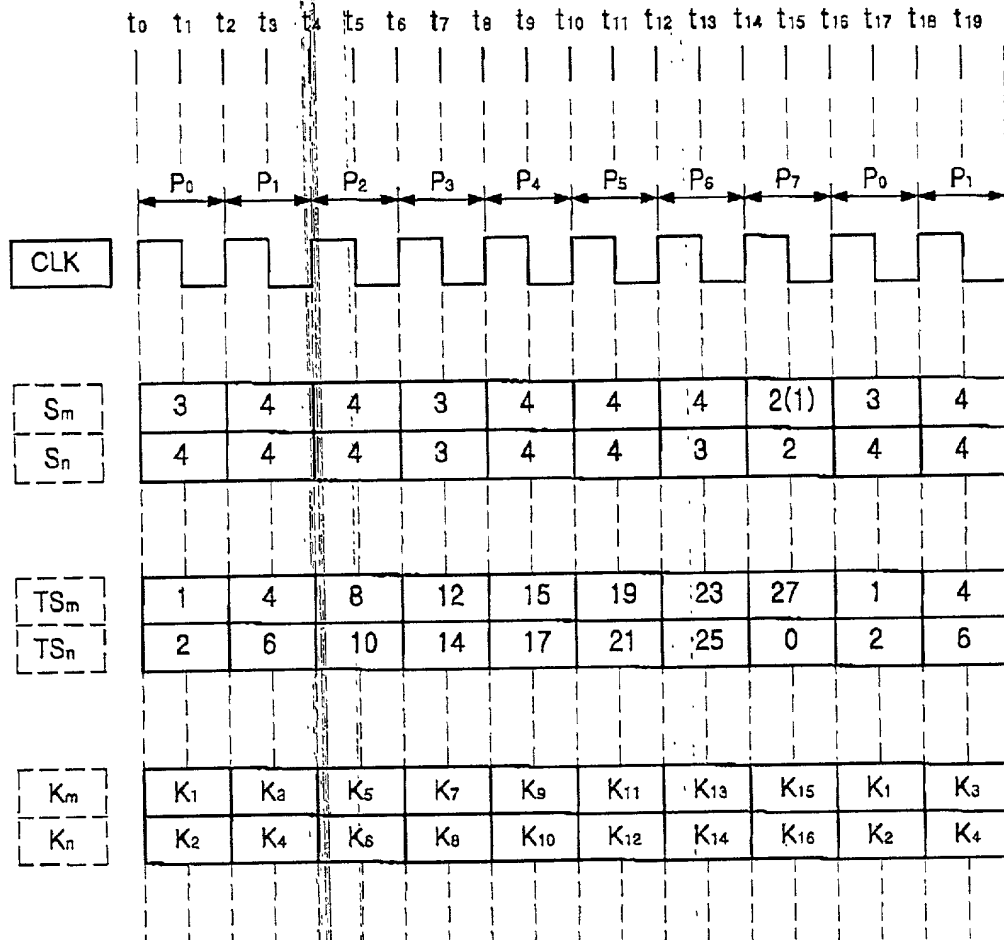 t0 t1 t2 t3 t4 t5 t6 t7 t8 t9 t10 t11 t12 t13 t14 t15 t16 t17 t18 t19
P0 P1 P2 P3 P4 P5 P6 P7 P0 P1
CLK
Sm 3 4 4 3 4 4 4 2(1) 3 4
Sn 4 4 4 3 4 4 3 2 4 4
TSm 1 4 8 12 15 19 23 27 1 4
TSn 2 6 10 14 17 21 25 0 2 6
Km K1 K3 K5 K7 K9 K11 K13 K15 K1 K3
Kn K2 K4 K6 K8 K10 K12 K14 K16 K2 K4